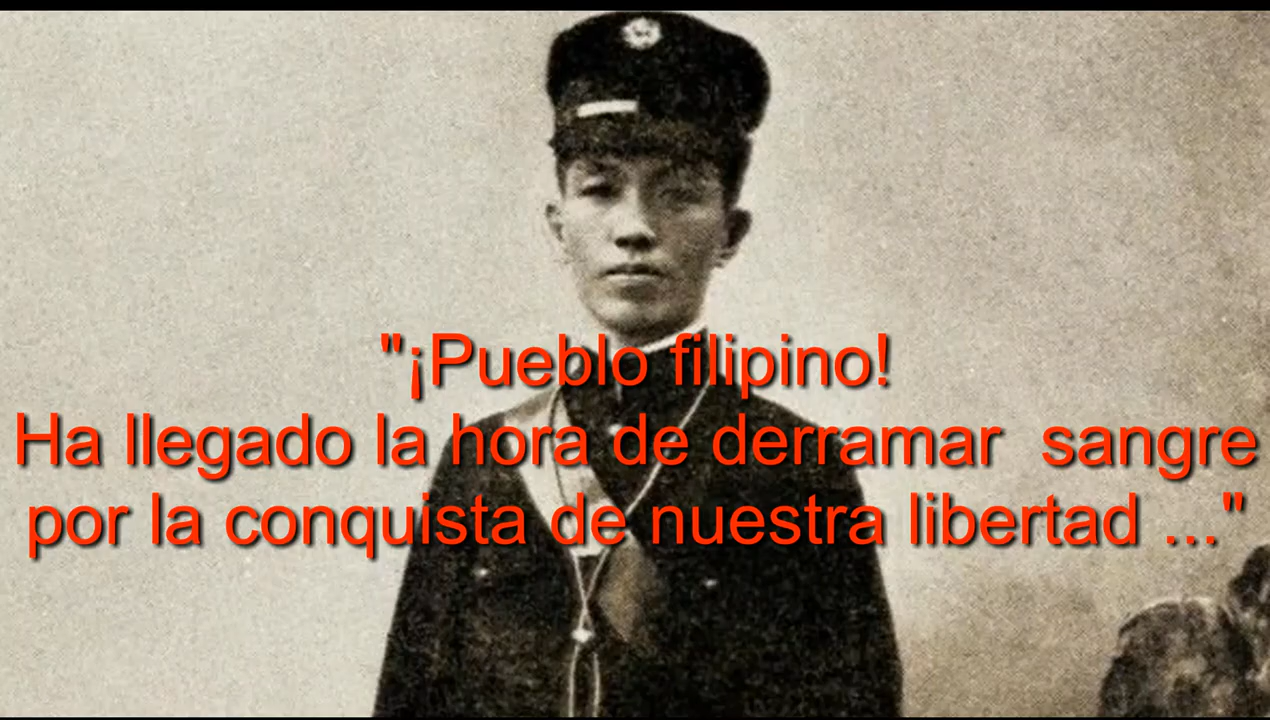 "¡Pueblo filipino!
Ha llegado la hora de derramar  sangre
por la conquista de nuestra libertad ..."